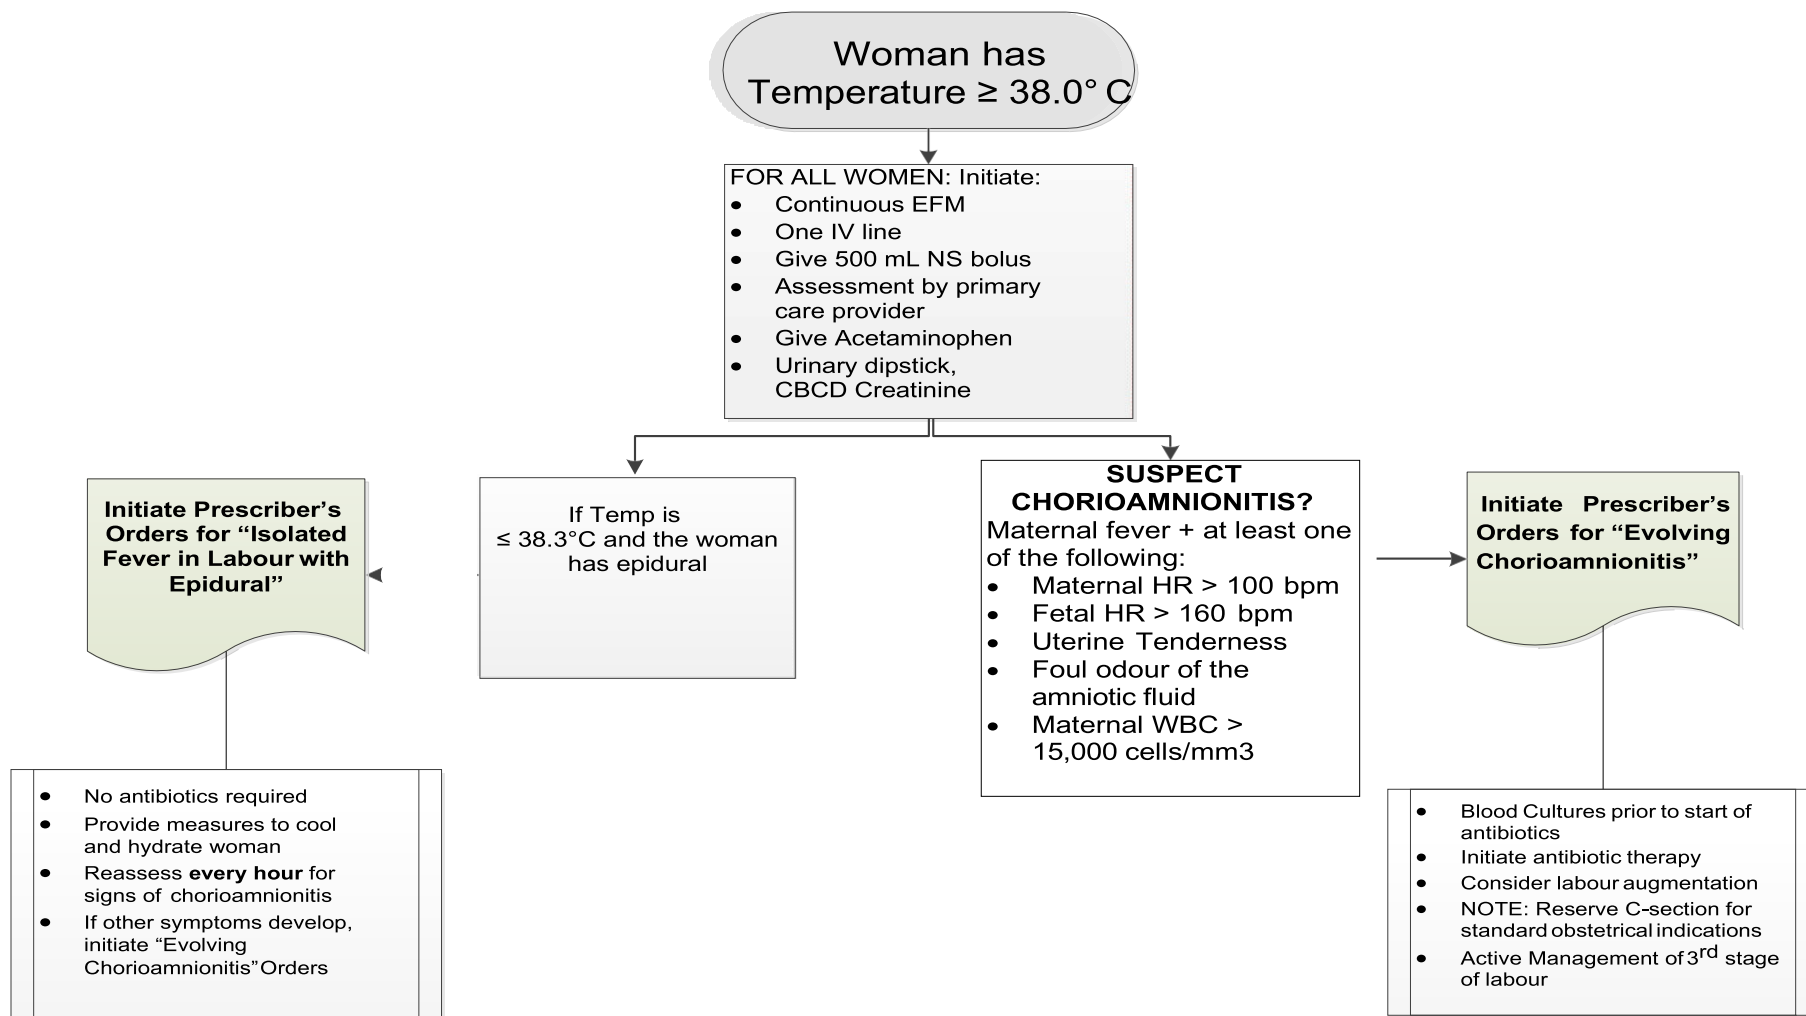 Woman has
Temperature ≥ 38.0° C
FOR ALL WOMEN: Initiate:
• Continuous EFM
• One IV line
• Give 500 mL NS bolus
• Assessment by primary
care provider
• Give Acetaminophen
• Urinary dipstick,
CBCD Creatinine
Initiate Prescriber’s
Orders for “Isolated
Fever in Labour with
Epidural”
If Temp is
≤ 38.3°C and the woman
has epidural
SUSPECT
CHORIOAMNIONITIS?
Maternal fever + at least one
of the following:
• Maternal HR > 100 bpm
• Fetal HR > 160 bpm
• Uterine Tenderness
• Foul odour of the
amniotic fluid
• Maternal WBC >
15,000 cells/mm3
Initiate Prescriber’s
Orders for “Evolving
Chorioamnionitis”
• No antibiotics required
• Provide measures to cool
and hydrate woman
• Reassess every hour for
signs of chorioamnionitis
• If other symptoms develop,
initiate “Evolving
Chorioamnionitis” Orders
• Blood Cultures prior to start of
antibiotics
• Initiate antibiotic therapy
• Consider labour augmentation
• NOTE: Reserve C-section for
standard obstetrical indications
• Active Management of 3rd stage
of labour